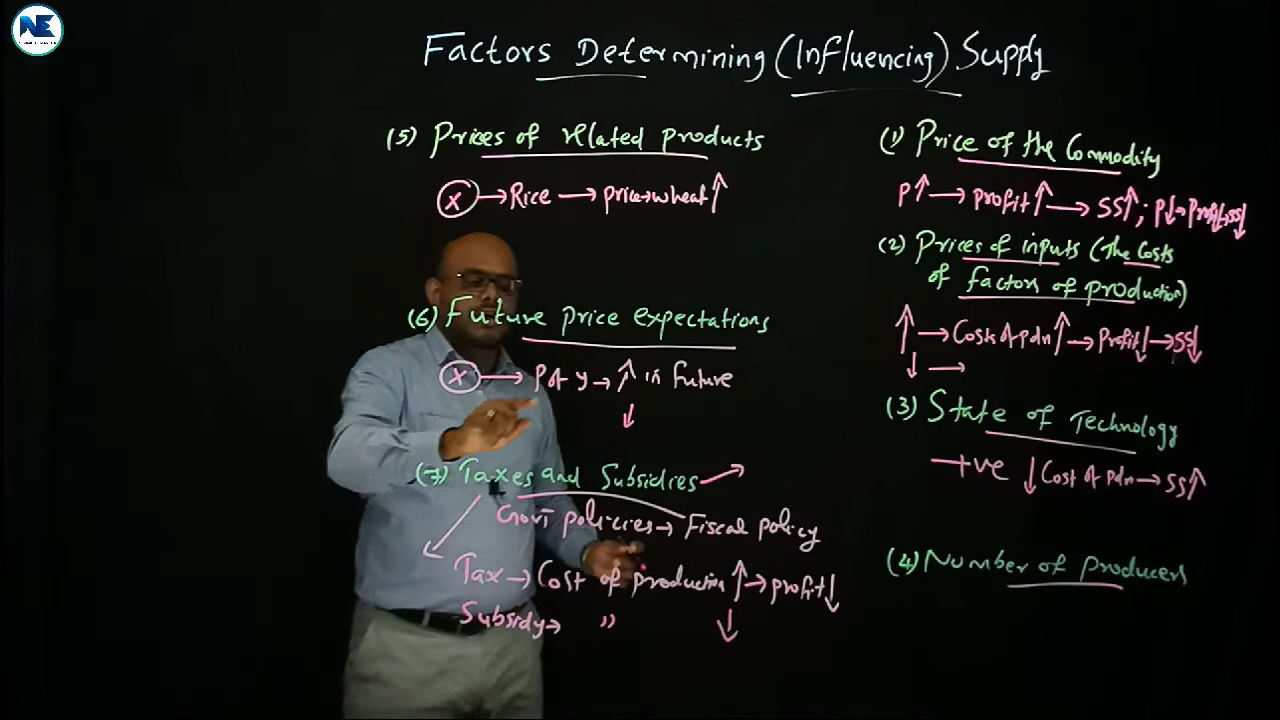 NE
Factors Determining (Influencing) Supply
(1) Price of the Commodity
P↑ → profit↑ → SS↑; P↓→Profit↓→SS↓
(2) Prices of inputs (the Costs
of factors of production)
↑ → Costs of pdn↑ → Profit↓ → SS↓
↓ →
(3) State of Technology
+ve ↓ Cost of pdn → SS↑
(4) Number of Producers
(5) Prices of related products
X → Rice → price→wheat↑
(6) Future price expectations
X → P of y → ↑ in future
↓
(7) Taxes and Subsidies →
Govt policies → Fiscal policy
Tax → Cost of production ↑ → profit↓
Subsidy → " ↓